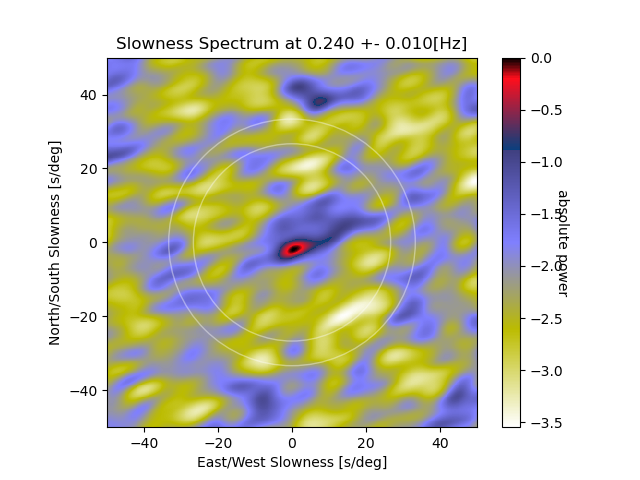 Slowness Spectrum at 0.240 +- 0.010[Hz]
North/South Slowness [s/deg]
40
20
0
−20
−40
−40 −20 0 20 40
East/West Slowness [s/deg]
0.0
−0.5
−1.0
−1.5
−2.0
−2.5
−3.0
−3.5
absolute power